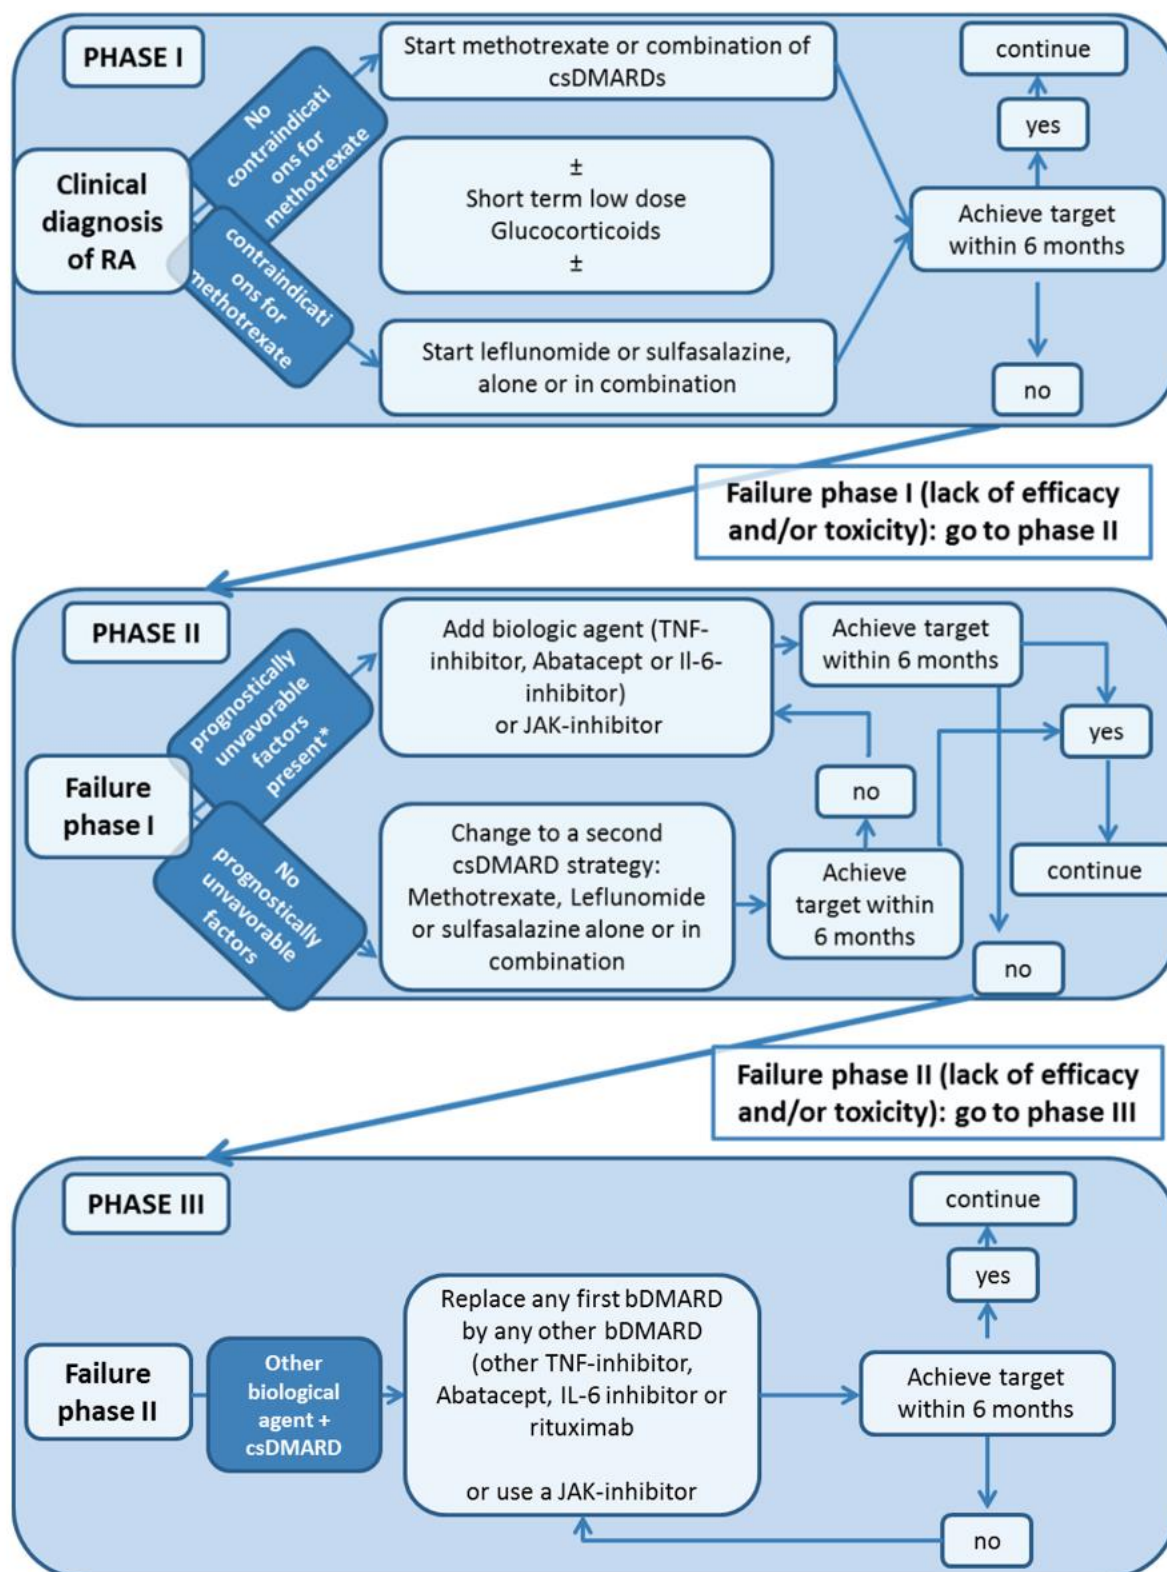 PHASE I
Start methotrexate or combination of
csDMARDs
continue
yes
No
contraindicati
ons for
methotrexate
Clinical
diagnosis
of RA
±
Short term low dose
Glucocorticoids
±
Achieve target
within 6 months
contraindicati
ons for
methotrexate
Start leflunomide or sulfasalazine,
alone or in combination
no
Failure phase I (lack of efficacy
and/or toxicity): go to phase II
PHASE II
Add biologic agent (TNF-
inhibitor, Abatacept or Il-6-
inhibitor)
or JAK-inhibitor
Achieve target
within 6 months
prognostically
unvavorable
factors
present*
yes
Failure
phase I
no
No
prognostically
unvavorable
factors
Change to a second
csDMARD strategy:
Methotrexate, Leflunomide
or sulfasalazine alone or in
combination
Achieve
target within
6 months
continue
no
Failure phase II (lack of efficacy
and/or toxicity): go to phase III
PHASE III
continue
yes
Failure
phase II
Other
biological
agent +
csDMARD
Replace any first bDMARD
by any other bDMARD
(other TNF-inhibitor,
Abatacept, IL-6 inhibitor or
rituximab
or use a JAK-inhibitor
Achieve target
within 6 months
no